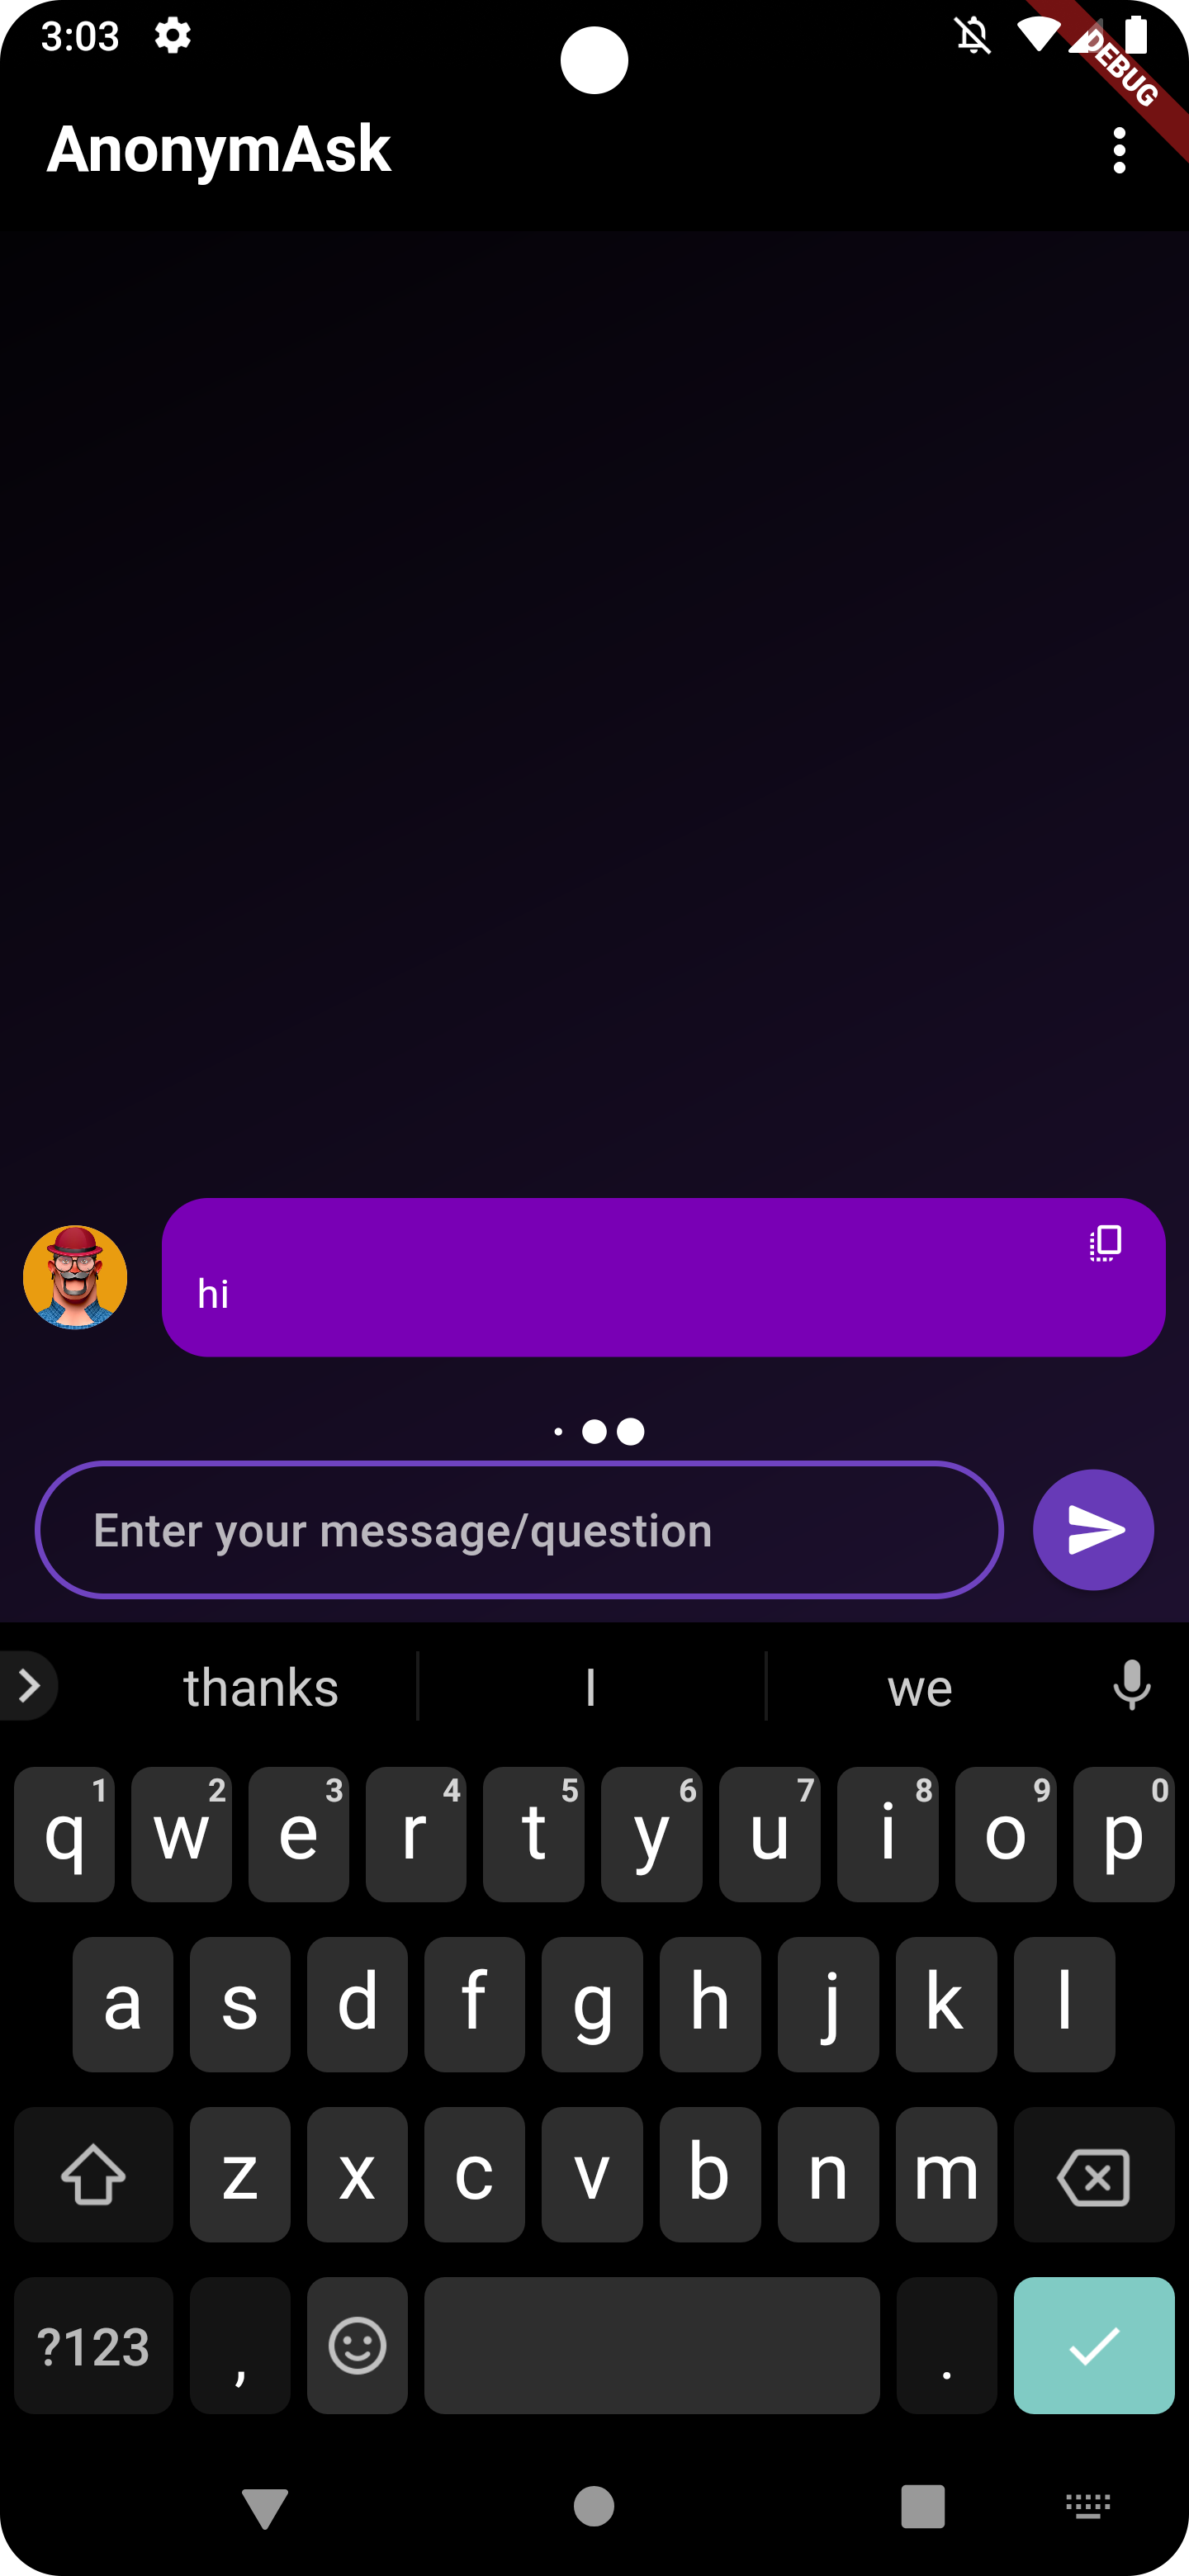 3:03
DEBUG
AnonymAsk
hi
Enter your message/question
thanks I we
q 1 w 2 e 3 r 4 t 5 y 6 u 7 i 8 o 9 p 0
a s d f g h j k l
z x c v b n m
?123 , .